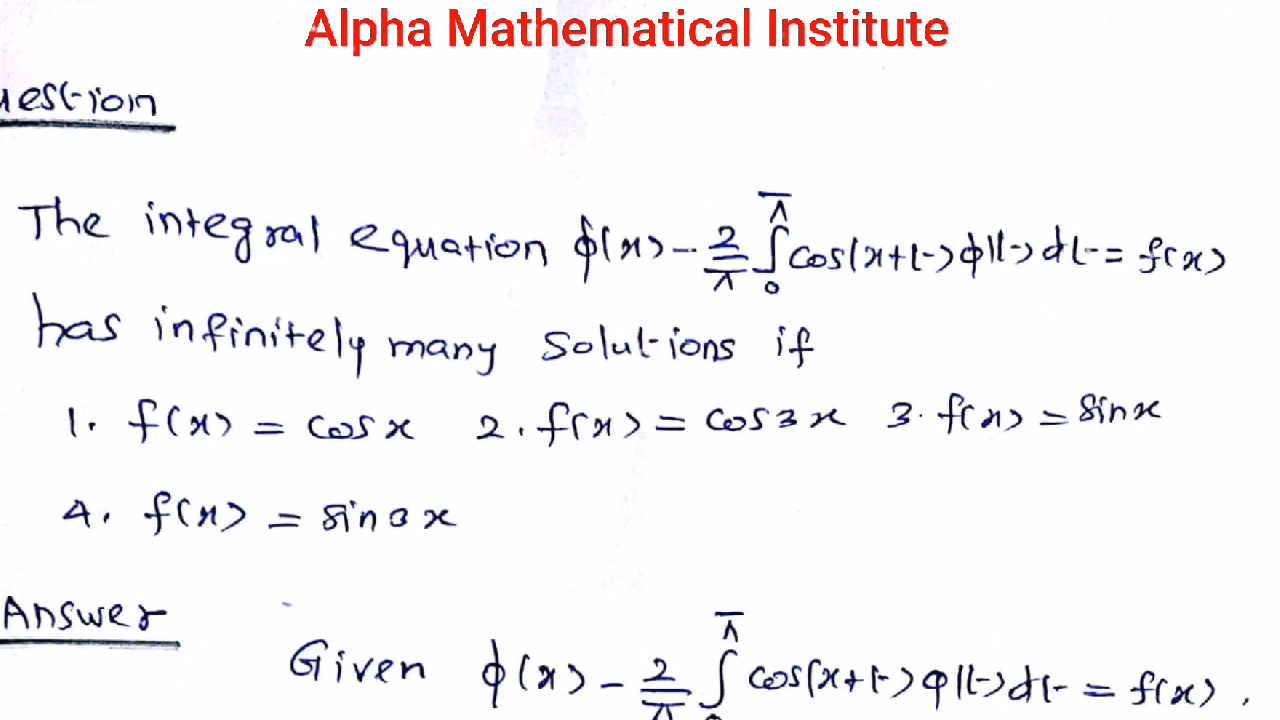 Alpha Mathematical Institute
uestion
The integral equation φ(x) - 2/π ∫₀^π cos(x+t) φ(t) dt = f(x)
has infinitely many solutions if
1. f(x) = cos x 2. f(x) = cos 3x 3. f(x) = sin x
4. f(x) = sin 3x
Answer
Given φ(x) - 2/π ∫₀^π cos(x+t) φ(t) dt = f(x).